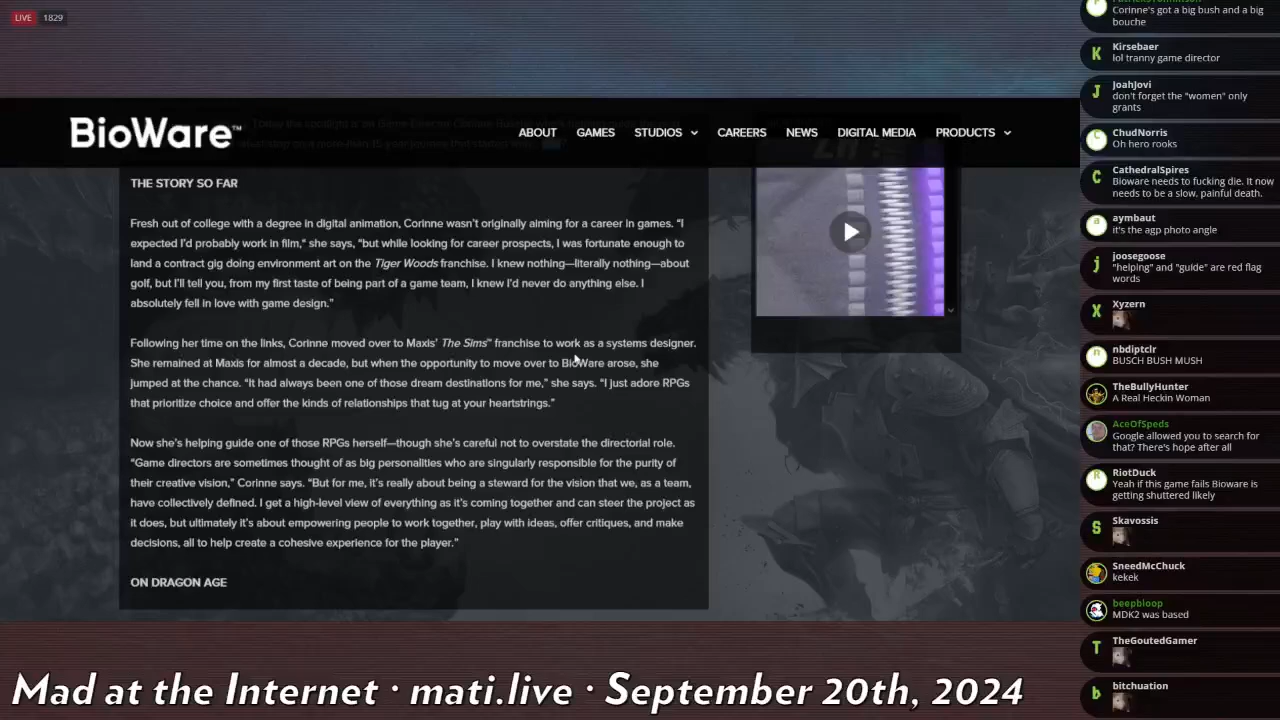 LIVE 1829
BioWare™
ABOUT GAMES STUDIOS CAREERS NEWS DIGITAL MEDIA PRODUCTS
THE STORY SO FAR
Fresh out of college with a degree in digital animation, Corinne wasn't originally aiming for a career in games. “I
expected I'd probably work in film,” she says, “but while looking for career prospects, I was fortunate enough to
land a contract gig doing environment art on the Tiger Woods franchise. I knew nothing—literally nothing—about
golf, but I'll tell you, from my first taste of being part of a game team, I knew I'd never do anything else. I
absolutely fell in love with game design.”
Following her time on the links, Corinne moved over to Maxis' The Sims™ franchise to work as a systems designer.
She remained at Maxis for almost a decade, but when the opportunity to move over to BioWare arose, she
jumped at the chance. “It had always been one of those dream destinations for me,” she says. “I just adore RPGs
that prioritize choice and offer the kinds of relationships that tug at your heartstrings.”
Now she's helping guide one of those RPGs herself—though she's careful not to overstate the directorial role.
“Game directors are sometimes thought of as big personalities who are singularly responsible for the purity of
their creative vision,” Corinne says. “But for me, it's really about being a steward for the vision that we, as a team,
have collectively defined. I get a high-level view of everything as it's coming together and can steer the project as
it does, but ultimately it's about empowering people to work together, play with ideas, offer critiques, and make
decisions, all to help create a cohesive experience for the player.”
ON DRAGON AGE
Corinne's got a big bush and a big
bouche
K
Kirsebaer
lol tranny game director
J
JoahJovi
don't forget the "women" only
grants
ChudNorris
Oh hero rooks
C
CathedralSpires
Bioware needs to fucking die. It now
needs to be a slow, painful death.
aymbaut
it's the agp photo angle
j
joosegoose
"helping" and "guide" are red flag
words
X
Xyzern
nbdiptclr
BUSCH BUSH MUSH
TheBullyHunter
A Real Heckin Woman
AceOfSpeds
Google allowed you to search for
that? There's hope after all
RiotDuck
Yeah if this game fails Bioware is
getting shuttered likely
S
Skavossis
SneedMcChuck
kekek
beepbloop
MDK2 was based
T
TheGoutedGamer
b
bitchuation
Mad at the Internet · mati.live · September 20th, 2024